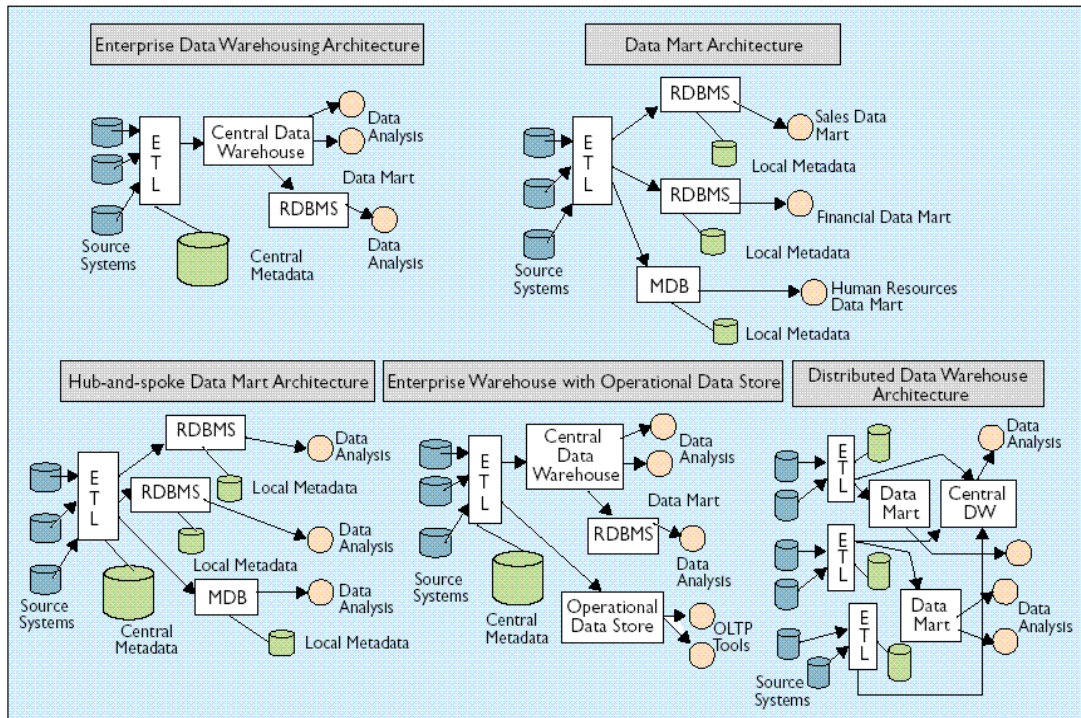 Enterprise Data Warehousing Architecture
E
T
L
Central Data
Warehouse
Data
Analysis
Data Mart
RDBMS
Data
Analysis
Source
Systems
Central
Metadata
Data Mart Architecture
E
T
L
RDBMS
Sales Data
Mart
Local Metadata
RDBMS
Financial Data Mart
Local Metadata
Source
Systems
MDB
Human Resources
Data Mart
Local Metadata
Hub-and-spoke Data Mart Architecture
E
T
L
RDBMS
Data
Analysis
Local Metadata
RDBMS
Data
Analysis
Local Metadata
MDB
Data
Analysis
Source
Systems
Central
Metadata
Local Metadata
Enterprise Warehouse with Operational Data Store
E
T
L
Central
Data
Warehouse
Data
Analysis
Data Mart
RDBMS
Data
Analysis
Source
Systems
Central
Metadata
Operational
Data Store
OLTP
Tools
Distributed Data Warehouse
Architecture
Data Analysis
E
T
L
Data
Mart
Central
DW
E
T
L
Data
Mart
Data
Analysis
E
T
L
Source
Systems